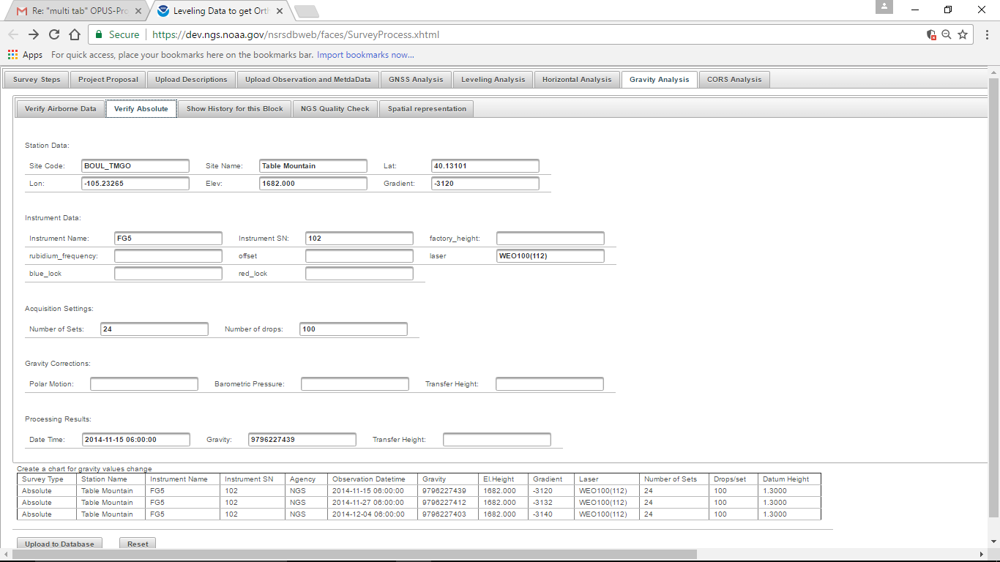 Re: "multi tab" OPUS-Pro
Leveling Data to get Orth
Secure https://dev.ngs.noaa.gov/nsrsdbweb/faces/SurveyProcess.xhtml
Apps For quick access, place your bookmarks here on the bookmarks bar. Import bookmarks now...
Survey Steps Project Proposal Upload Descriptions Upload Observation and MetdaData GNSS Analysis Leveling Analysis Horizontal Analysis Gravity Analysis CORS Analysis
Verify Airborne Data Verify Absolute Show History for this Block NGS Quality Check Spatial representation
Station Data:
Site Code: BOUL_TMGO Site Name: Table Mountain Lat: 40.13101
Lon: -105.23265 Elev: 1682.000 Gradient: -3120
Instrument Data:
Instrument Name: FG5 Instrument SN: 102 factory_height:
rubidium_frequency: offset laser WEO100(112)
blue_lock red_lock
Acquisition Settings:
Number of Sets: 24 Number of drops: 100
Gravity Corrections:
Polar Motion: Barometric Pressure: Transfer Height:
Processing Results:
Date Time: 2014-11-15 06:00:00 Gravity: 9796227439 Transfer Height:
Create a chart for gravity values change
Survey Type Station Name Instrument Name Instrument SN Agency Observation Datetime Gravity El.Height Gradient Laser Number of Sets Drops/set Datum Height
Absolute Table Mountain FG5 102 NGS 2014-11-15 06:00:00 9796227439 1682.000 -3120 WEO100(112) 24 100 1.3000
Absolute Table Mountain FG5 102 NGS 2014-11-27 06:00:00 9796227412 1682.000 -3132 WEO100(112) 24 100 1.3000
Absolute Table Mountain FG5 102 NGS 2014-12-04 06:00:00 9796227403 1682.000 -3140 WEO100(112) 24 100 1.3000
Upload to Database Reset